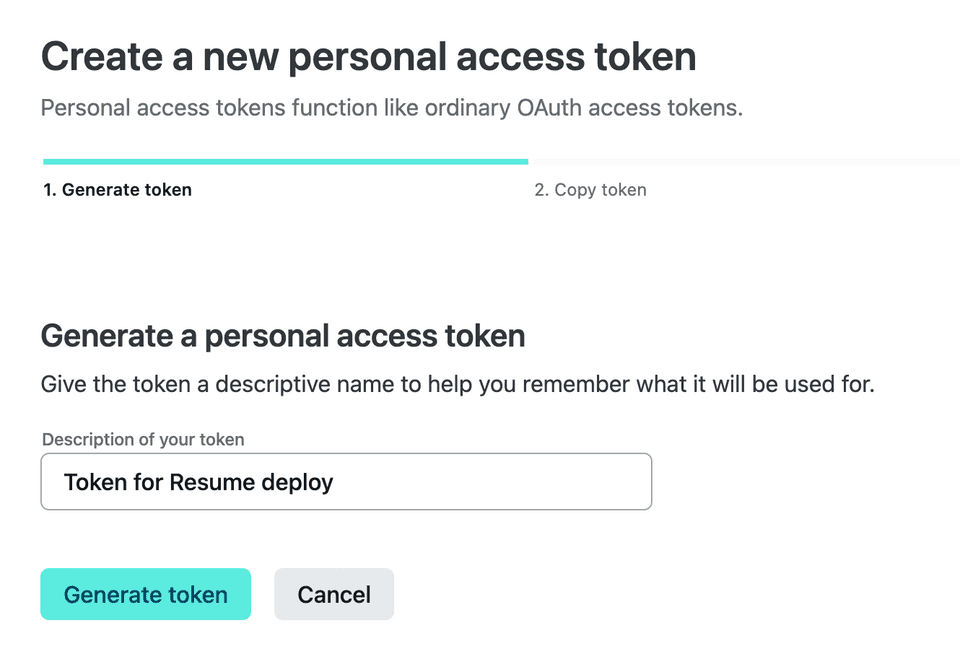 Create a new personal access token
Personal access tokens function like ordinary OAuth access tokens.
1. Generate token
2. Copy token
Generate a personal access token
Give the token a descriptive name to help you remember what it will be used for.
Description of your token
Token for Resume deploy
Generate token
Cancel